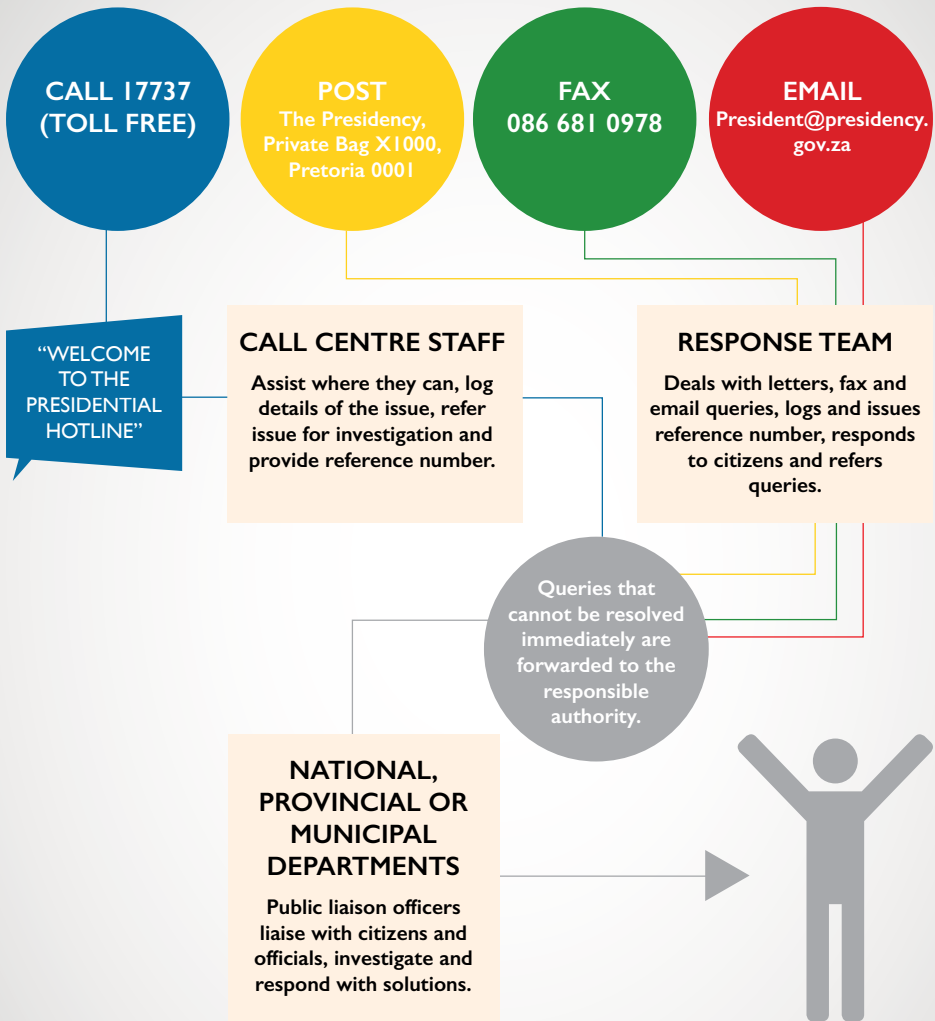 CALL 17737
(TOLL FREE)
POST
The Presidency,
Private Bag X1000,
Pretoria 0001
FAX
086 681 0978
EMAIL
President@presidency.
gov.za
“WELCOME
TO THE
PRESIDENTIAL
HOTLINE”
CALL CENTRE STAFF
Assist where they can, log
details of the issue, refer
issue for investigation and
provide reference number.
RESPONSE TEAM
Deals with letters, fax and
email queries, logs and issues
reference number, responds
to citizens and refers
queries.
Queries that
cannot be resolved
immediately are
forwarded to the
responsible
authority.
NATIONAL,
PROVINCIAL OR
MUNICIPAL
DEPARTMENTS
Public liaison officers
liaise with citizens and
officials, investigate and
respond with solutions.